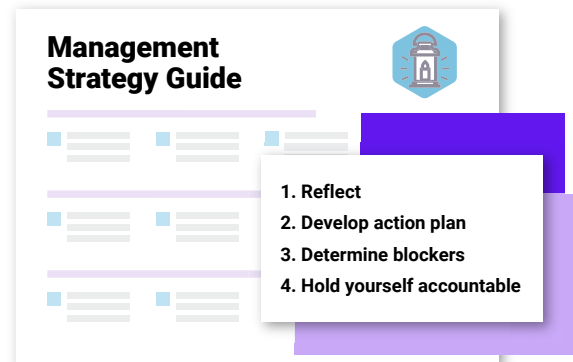 Management
Strategy Guide
1. Reflect
2. Develop action plan
3. Determine blockers
4. Hold yourself accountable